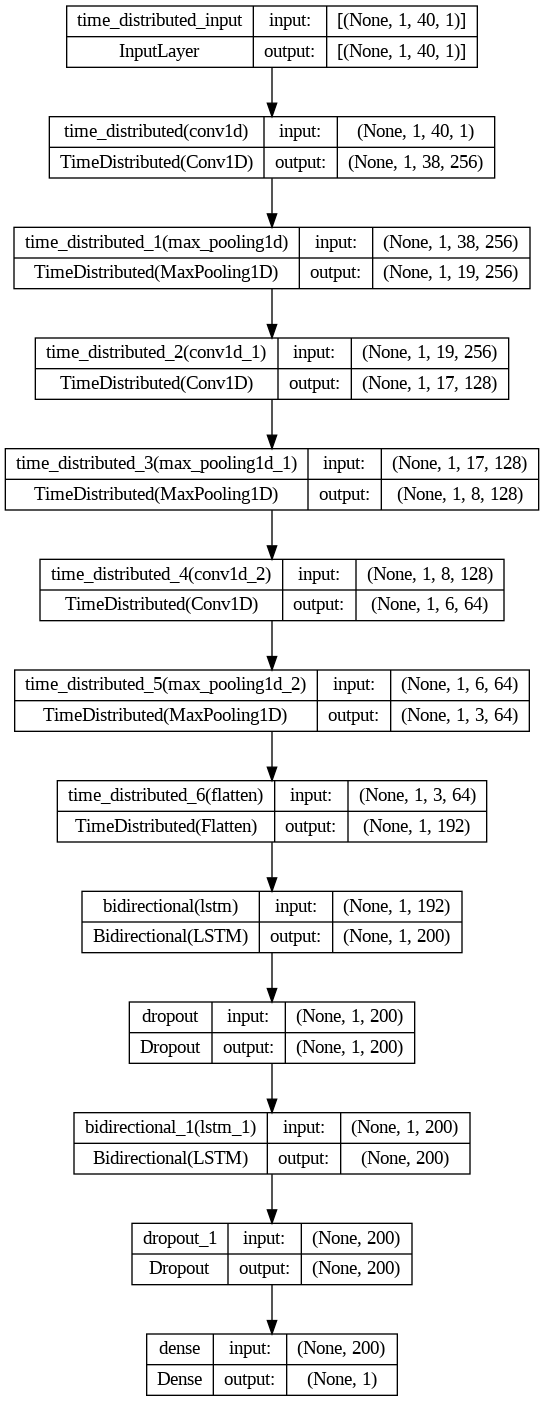 time_distributed_input input: [(None, 1, 40, 1)]
InputLayer output: [(None, 1, 40, 1)]
time_distributed(conv1d) input: (None, 1, 40, 1)
TimeDistributed(Conv1D) output: (None, 1, 38, 256)
time_distributed_1(max_pooling1d) input: (None, 1, 38, 256)
TimeDistributed(MaxPooling1D) output: (None, 1, 19, 256)
time_distributed_2(conv1d_1) input: (None, 1, 19, 256)
TimeDistributed(Conv1D) output: (None, 1, 17, 128)
time_distributed_3(max_pooling1d_1) input: (None, 1, 17, 128)
TimeDistributed(MaxPooling1D) output: (None, 1, 8, 128)
time_distributed_4(conv1d_2) input: (None, 1, 8, 128)
TimeDistributed(Conv1D) output: (None, 1, 6, 64)
time_distributed_5(max_pooling1d_2) input: (None, 1, 6, 64)
TimeDistributed(MaxPooling1D) output: (None, 1, 3, 64)
time_distributed_6(flatten) input: (None, 1, 3, 64)
TimeDistributed(Flatten) output: (None, 1, 192)
bidirectional(lstm) input: (None, 1, 192)
Bidirectional(LSTM) output: (None, 1, 200)
dropout input: (None, 1, 200)
Dropout output: (None, 1, 200)
bidirectional_1(lstm_1) input: (None, 1, 200)
Bidirectional(LSTM) output: (None, 200)
dropout_1 input: (None, 200)
Dropout output: (None, 200)
dense input: (None, 200)
Dense output: (None, 1)